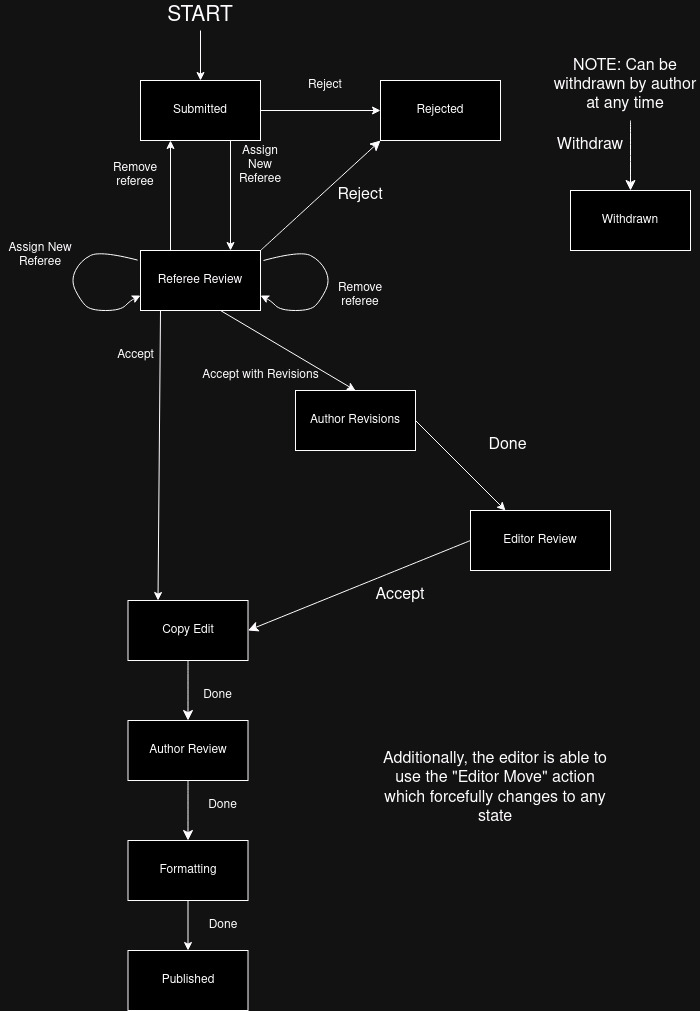 START
NOTE: Can be
withdrawn by author
at any time
Reject
Submitted
Rejected
Withdraw
Assign
New
Referee
Remove
referee
Reject
Withdrawn
Assign New
Referee
Referee Review
Remove
referee
Accept
Accept with Revisions
Author Revisions
Done
Editor Review
Accept
Copy Edit
Done
Author Review
Additionally, the editor is able to
use the "Editor Move" action
which forcefully changes to any
state
Done
Formatting
Done
Published